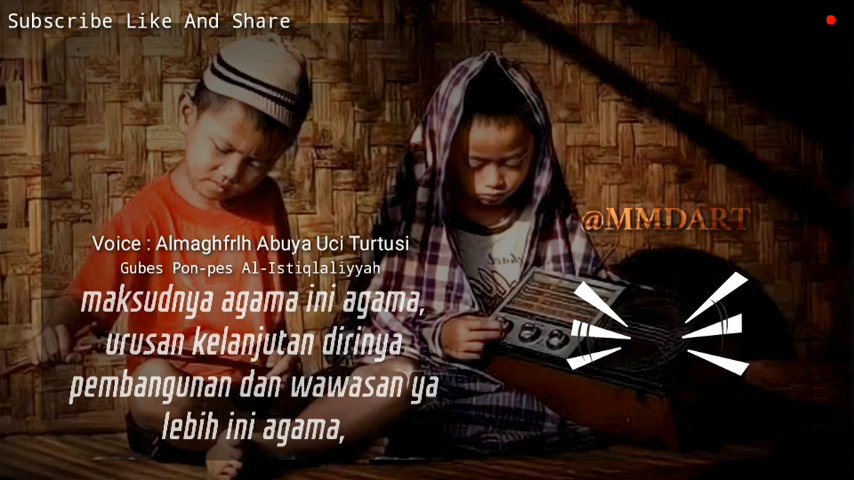 Subscribe Like And Share
@MMDART
Voice : Almaghfrlh Abuya Uci Turtusi
Gubes Pon-pes Al-Istiqlaliyyah
maksudnya agama ini agama,
urusan kelanjutan dirinya
pembangunan dan wawasan ya
lebih ini agama,